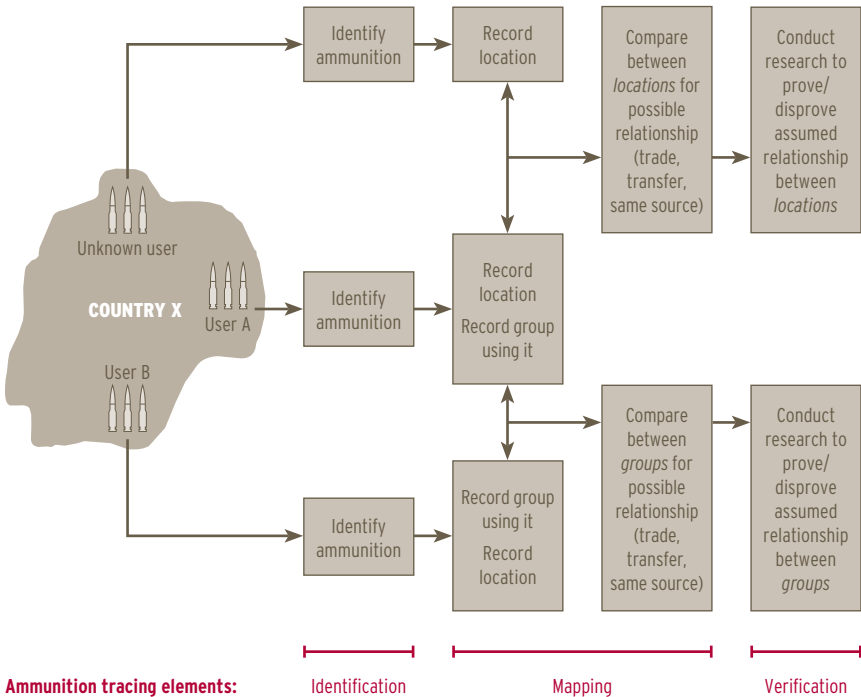 Identify
ammunition
Record
location
Compare
between
locations for
possible
relationship
(trade,
transfer,
same source)
Conduct
research to
prove/
disprove
assumed
relationship
between
locations
Unknown user
COUNTRY X
User A
User B
Identify
ammunition
Record
location
Record group
using it
Identify
ammunition
Record group
using it
Record
location
Compare
between
groups for
possible
relationship
(trade,
transfer,
same source)
Conduct
research to
prove/
disprove
assumed
relationship
between
groups
Ammunition tracing elements:
Identification
Mapping
Verification